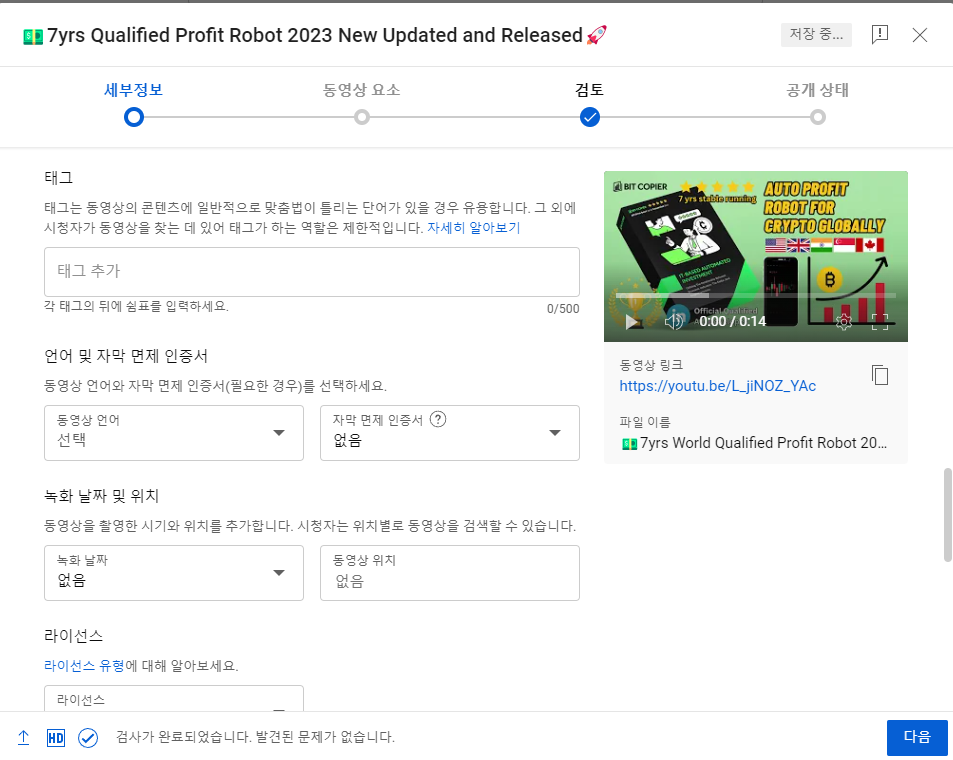 💵7yrs Qualified Profit Robot 2023 New Updated and Released🚀
저장 중...
세부정보
동영상 요소
검토
공개 상태
태그
태그는 동영상의 콘텐츠에 일반적으로 맞춤법이 틀리는 단어가 있을 경우 유용합니다. 그 외에
시청자가 동영상을 찾는 데 있어 태그가 하는 역할은 제한적입니다. 자세히 알아보기
태그 추가
각 태그의 뒤에 쉼표를 입력하세요.
0/500
언어 및 자막 면제 인증서
동영상 언어와 자막 면제 인증서(필요한 경우)를 선택하세요.
동영상 언어
선택
자막 면제 인증서 ?
없음
녹화 날짜 및 위치
동영상을 촬영한 시기와 위치를 추가합니다. 시청자는 위치별로 동영상을 검색할 수 있습니다.
녹화 날짜
없음
동영상 위치
없음
라이선스
라이선스 유형에 대해 알아보세요.
라이선스
BIT COPIER
7 yrs stable running
AUTO PROFIT
ROBOT FOR
CRYPTO GLOBALLY
IT-BASED AUTOMATED
INVESTMENT
Official Qualified
0:00 / 0:14
동영상 링크
https://youtu.be/L_jiNOZ_YAc
파일 이름
💵7yrs World Qualified Profit Robot 20...
HD
검사가 완료되었습니다. 발견된 문제가 없습니다.
다음